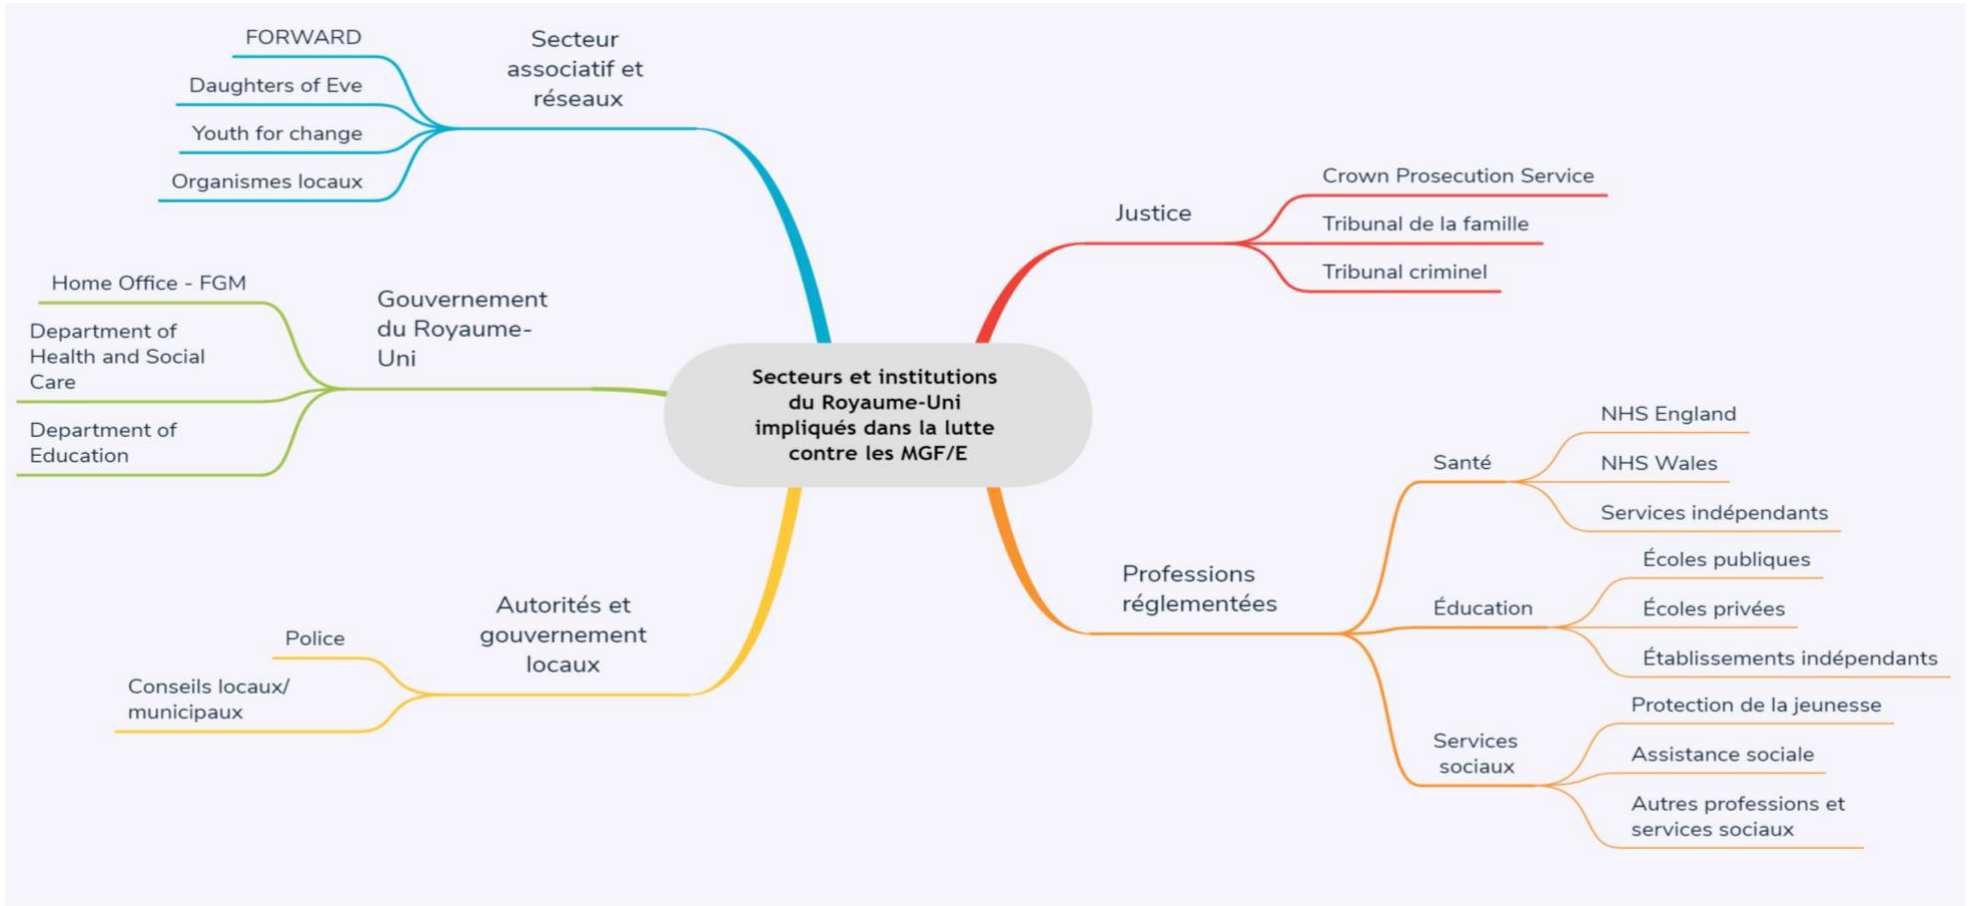 FORWARD
Daughters of Eve
Youth for change
Organismes locaux
Secteur
associatif et
réseaux
Home Office - FGM
Department of
Health and Social
Care
Department of
Education
Gouvernement
du Royaume-
Uni
Police
Conseils locaux/
municipaux
Autorités et
gouvernement
locaux
Secteurs et institutions
du Royaume-Uni
impliqués dans la lutte
contre les MGF/E
Justice
Crown Prosecution Service
Tribunal de la famille
Tribunal criminel
Professions
réglementées
Santé
NHS England
NHS Wales
Services indépendants
Éducation
Écoles publiques
Écoles privées
Établissements indépendants
Services
sociaux
Protection de la jeunesse
Assistance sociale
Autres professions et
services sociaux